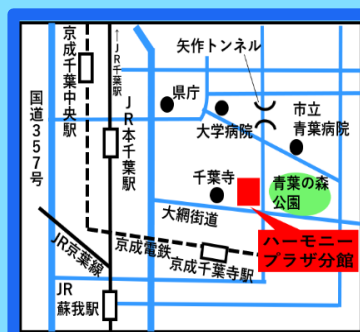 京成千葉中央駅
↑JR千葉駅
矢作トンネル
県庁
大学病院
市立
青葉病院
国道357号
JR本千葉駅
千葉寺
青葉の森
公園
大網街道
ハーモニー
プラザ分館
JR京葉線
京成電鉄
京成千葉寺駅
JR
蘇我駅